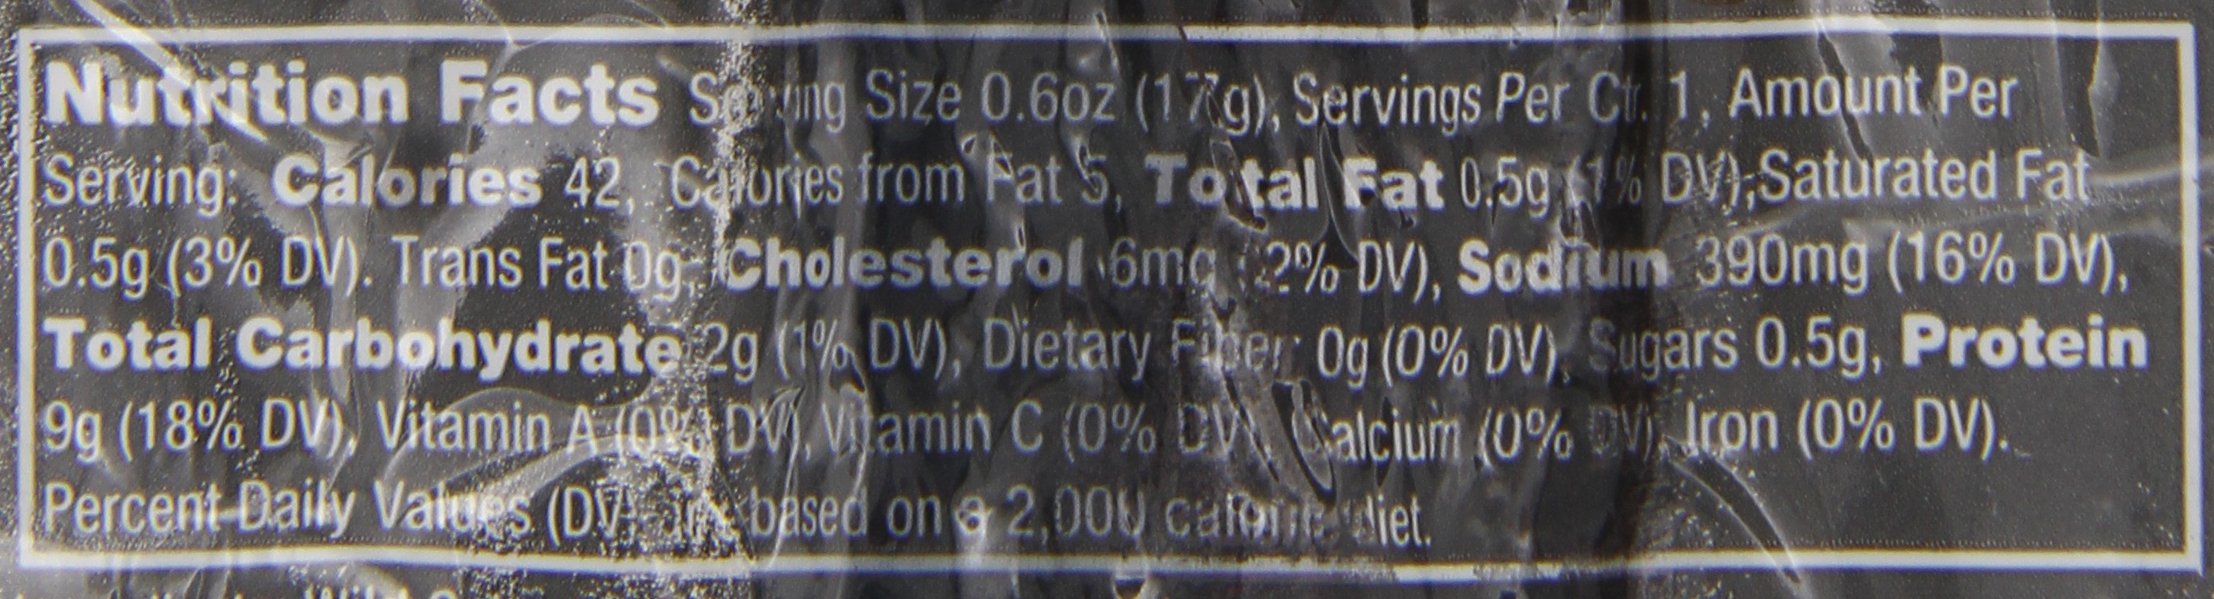 Nutrition Facts Serving Size 0.6oz (17g), Servings Per Ctr. 1, Amount Per
Serving: Calories 42, Calories from Fat 5, Total Fat 0.5g (1% DV), Saturated Fat
0.5g (3% DV). Trans Fat 0g, Cholesterol 6mg (2% DV), Sodium 390mg (16% DV),
Total Carbohydrate 2g (1% DV), Dietary Fiber 0g (0% DV), Sugars 0.5g, Protein
9g (18% DV), Vitamin A (0% DV), Vitamin C (0% DV), Calcium (0% DV), Iron (0% DV).
Percent Daily Values (DV) are based on a 2,000 calorie diet.